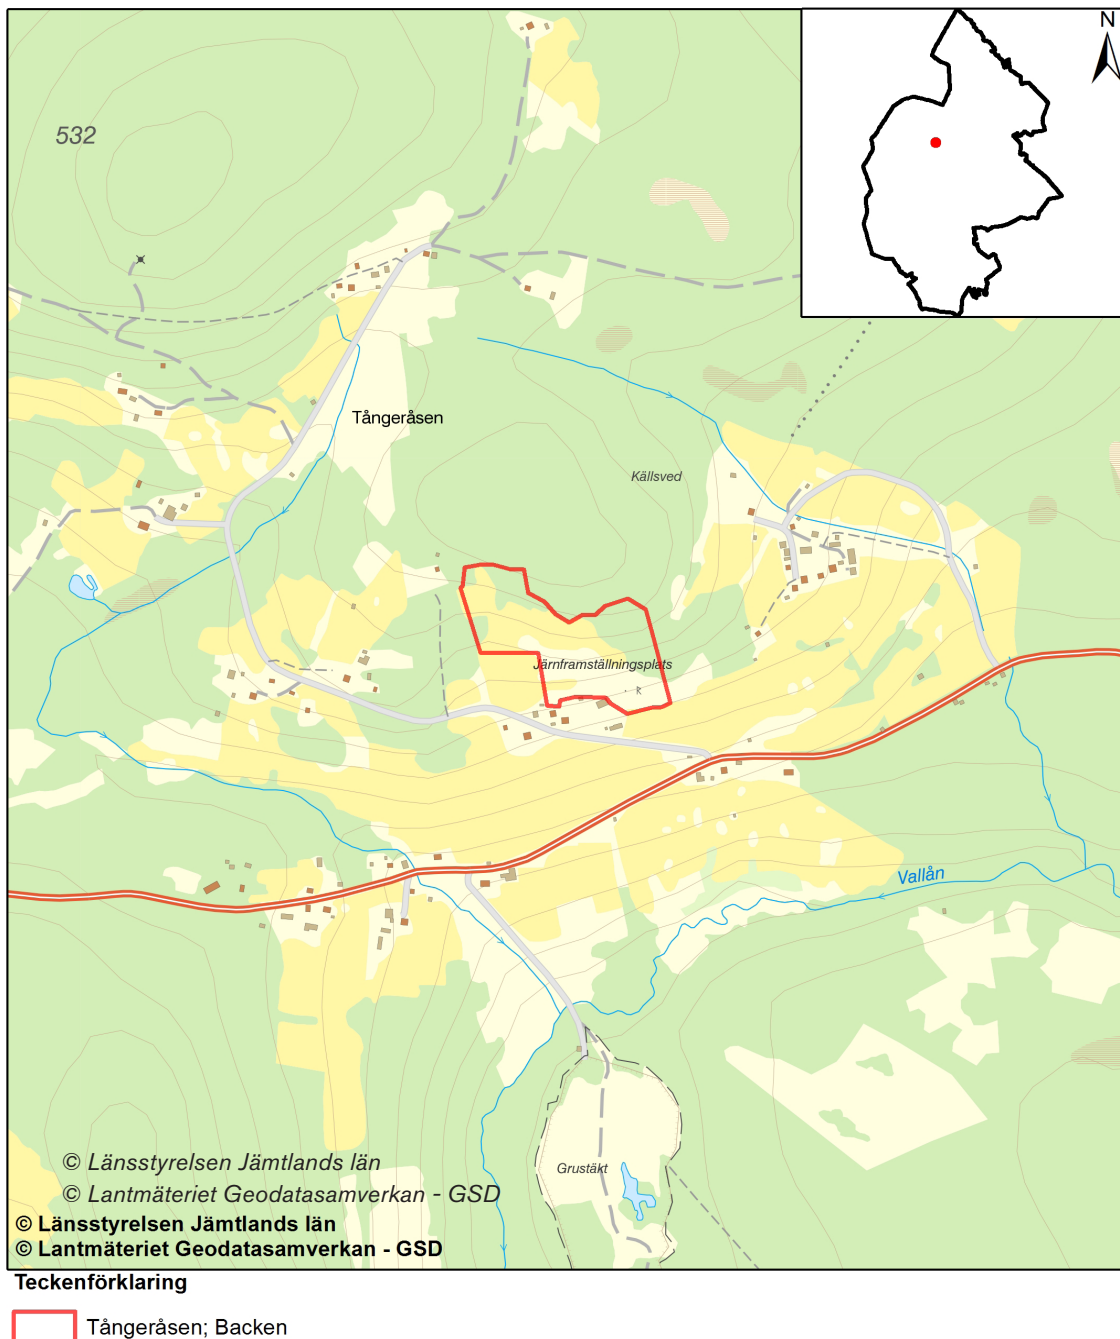 N
532
Tångeråsen
Källsved
Järnframställningsplats
R
Vallån
Grustäkt
© Länsstyrelsen Jämtlands län
© Lantmäteriet Geodatasamverkan - GSD
© Länsstyrelsen Jämtlands län
© Lantmäteriet Geodatasamverkan - GSD
Teckenförklaring
Tångeråsen; Backen